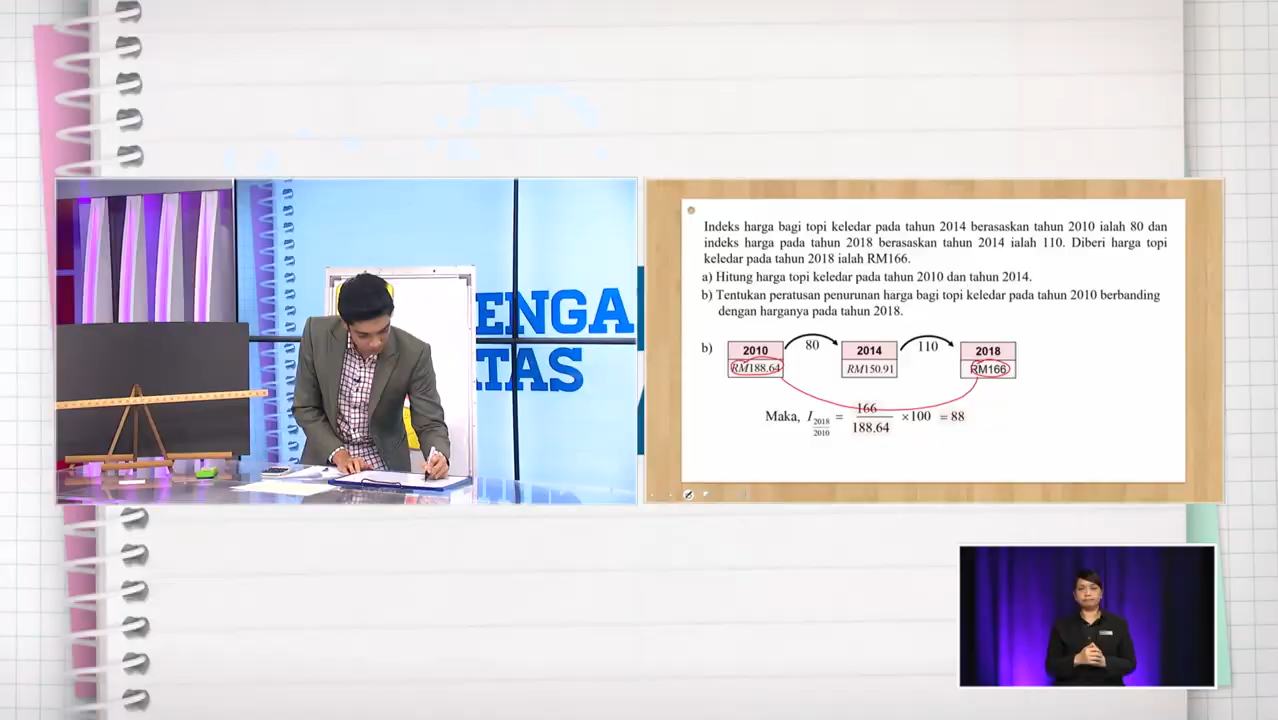 ENGA
TAS
Indeks harga bagi topi keledar pada tahun 2014 berasaskan tahun 2010 ialah 80 dan
indeks harga pada tahun 2018 berasaskan tahun 2014 ialah 110. Diberi harga topi
keledar pada tahun 2018 ialah RM166.
a) Hitung harga topi keledar pada tahun 2010 dan tahun 2014.
b) Tentukan peratusan penurunan harga bagi topi keledar pada tahun 2010 berbanding
dengan harganya pada tahun 2018.
b) 2010 80 2014 110 2018
RM188.64 RM150.91 RM166
Maka, I 2018/2010 = 166/188.64 ×100 = 88